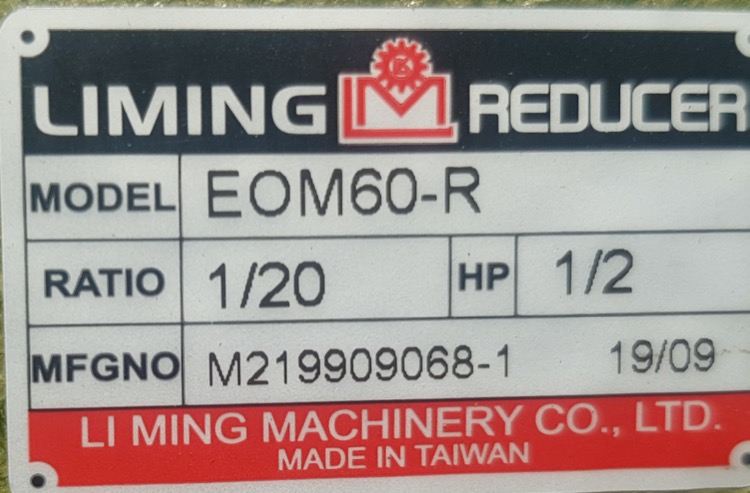 LIMING LM REDUCER
MODEL EOM60-R
RATIO 1/20 HP 1/2
MFGNO M219909068-1 19/09
LI MING MACHINERY CO., LTD.
MADE IN TAIWAN